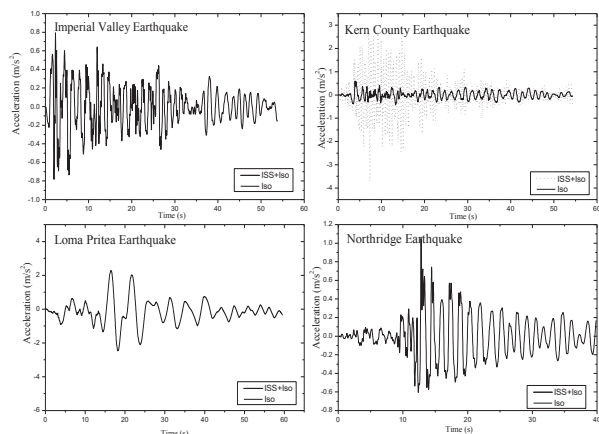 Imperial Valley Earthquake
Acceleration (m/s²)
1.0
0.8
0.6
0.4
0.2
0.0
-0.2
-0.4
-0.6
-0.8
-1.0
0 10 20 30 40 50 60
Time (s)
ISS+Iso
Iso
Kern County Earthquake
Acceleration (m/s²)
3
2
1
0
-1
-2
-3
-4
0 10 20 30 40 50 60
Time (s)
ISS+Iso
Iso
Loma Pritea Earthquake
Acceleration (m/s²)
4
2
0
-2
-4
-6
0 10 20 30 40 50 60
Time (s)
ISS+Iso
Iso
Northridge Earthquake
Acceleration (m/s²)
1.2
1.0
0.8
0.6
0.4
0.2
0.0
-0.2
-0.4
-0.6
-0.8
0 10 20 30 40
Time (s)
ISS+Iso
Iso